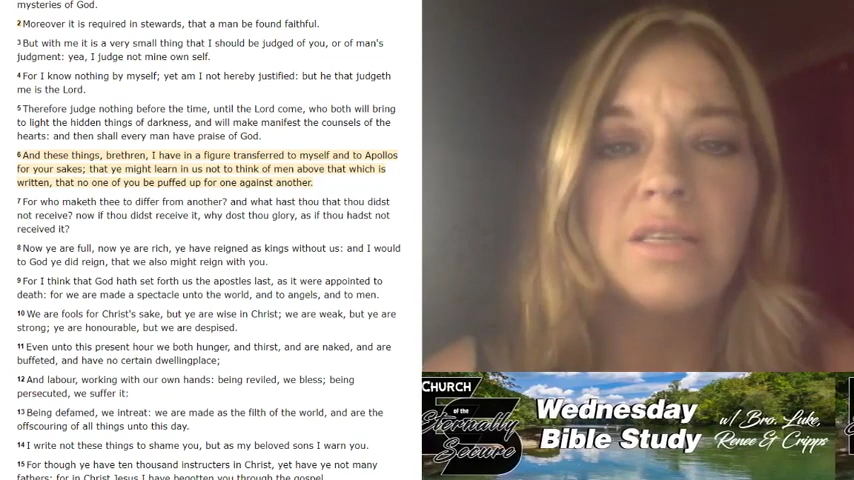 mysteries of God.
2 Moreover it is required in stewards, that a man be found faithful.
3 But with me it is a very small thing that I should be judged of you, or of man's
judgment: yea, I judge not mine own self.
4 For I know nothing by myself; yet am I not hereby justified: but he that judgeth
me is the Lord.
5 Therefore judge nothing before the time, until the Lord come, who both will bring
to light the hidden things of darkness, and will make manifest the counsels of the
hearts: and then shall every man have praise of God.
6 And these things, brethren, I have in a figure transferred to myself and to Apollos
for your sakes; that ye might learn in us not to think of men above that which is
written, that no one of you be puffed up for one against another.
7 For who maketh thee to differ from another? and what hast thou that thou didst
not receive? now if thou didst receive it, why dost thou glory, as if thou hadst not
received it?
8 Now ye are full, now ye are rich, ye have reigned as kings without us: and I would
to God ye did reign, that we also might reign with you.
9 For I think that God hath set forth us the apostles last, as it were appointed to
death: for we are made a spectacle unto the world, and to angels, and to men.
10 We are fools for Christ's sake, but ye are wise in Christ; we are weak, but ye are
strong; ye are honourable, but we are despised.
11 Even unto this present hour we both hunger, and thirst, and are naked, and are
buffeted, and have no certain dwellingplace;
12 And labour, working with our own hands: being reviled, we bless; being
persecuted, we suffer it:
13 Being defamed, we intreat: we are made as the filth of the world, and are the
offscouring of all things unto this day.
14 I write not these things to shame you, but as my beloved sons I warn you.
15 For though ye have ten thousand instructers in Christ, yet have ye not many
fathers: for in Christ Jesus I have begotten you through the gospel.
CHURCH
of the
Eternally
Secure
Wednesday
Bible Study
w/ Bro. Luke,
Renee & Cripps